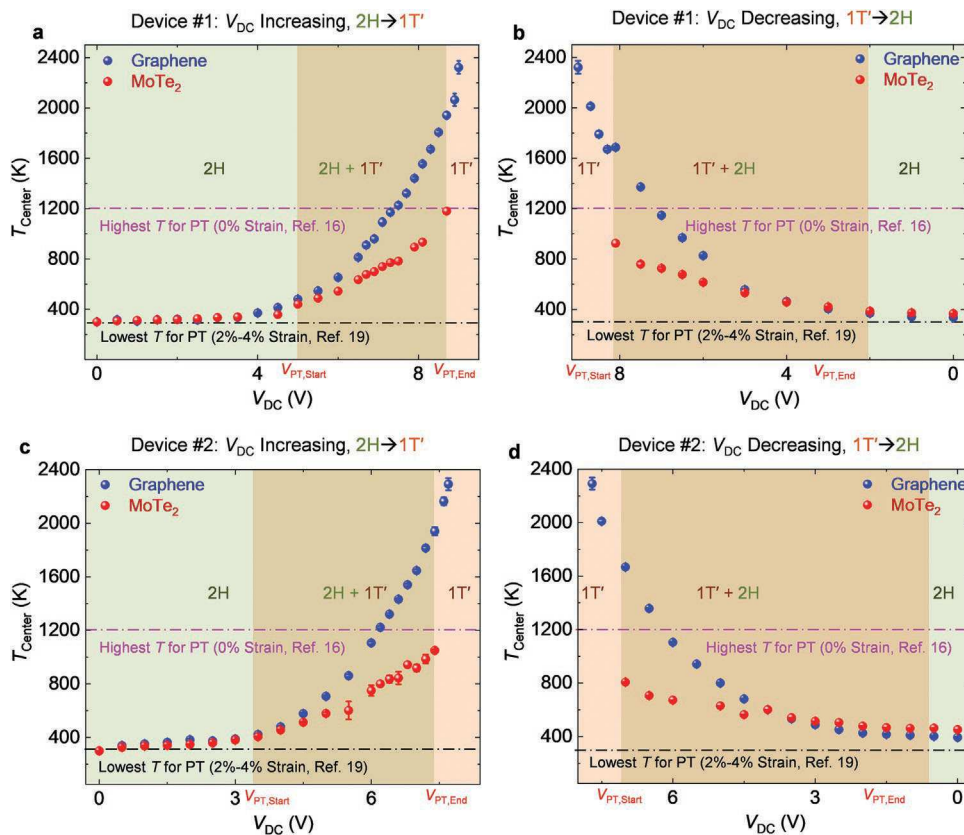 Device #1: V_DC Increasing, 2H→1T′
a
Graphene
MoTe₂
2H
2H + 1T′
1T′
Highest T for PT (0% Strain, Ref. 16)
Lowest T for PT (2%-4% Strain, Ref. 19)
2400
2000
1600
1200
800
400
T_Center (K)
0 4 8
V_PT,Start V_PT,End
V_DC (V)
Device #1: V_DC Decreasing, 1T′→2H
b
Graphene
MoTe₂
1T′
1T′ + 2H
2H
Highest T for PT (0% Strain, Ref. 16)
Lowest T for PT (2%-4% Strain, Ref. 19)
2400
2000
1600
1200
800
400
T_Center (K)
8 4 0
V_PT,Start V_PT,End
V_DC (V)
Device #2: V_DC Increasing, 2H→1T′
c
Graphene
MoTe₂
2H
2H + 1T′
1T′
Highest T for PT (0% Strain, Ref. 16)
Lowest T for PT (2%-4% Strain, Ref. 19)
2400
2000
1600
1200
800
400
T_Center (K)
0 3 6
V_PT,Start V_PT,End
V_DC (V)
Device #2: V_DC Decreasing, 1T′→2H
d
Graphene
MoTe₂
1T′
1T′ + 2H
2H
Highest T for PT (0% Strain, Ref. 16)
Lowest T for PT (2%-4% Strain, Ref. 19)
2400
2000
1600
1200
800
400
T_Center (K)
6 3 0
V_PT,Start V_PT,End
V_DC (V)